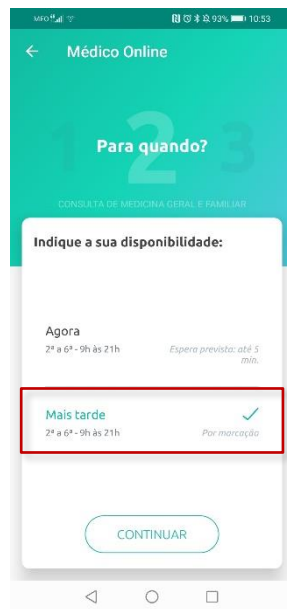 MEO 93% 10:53
Médico Online
1 2 3
Para quando?
CONSULTA DE MEDICINA GERAL E FAMILIAR
Indique a sua disponibilidade:
Agora
2ª a 6ª - 9h às 21h
Espera prevista: até 5
min.
Mais tarde
2ª a 6ª - 9h às 21h
Por marcação
CONTINUAR